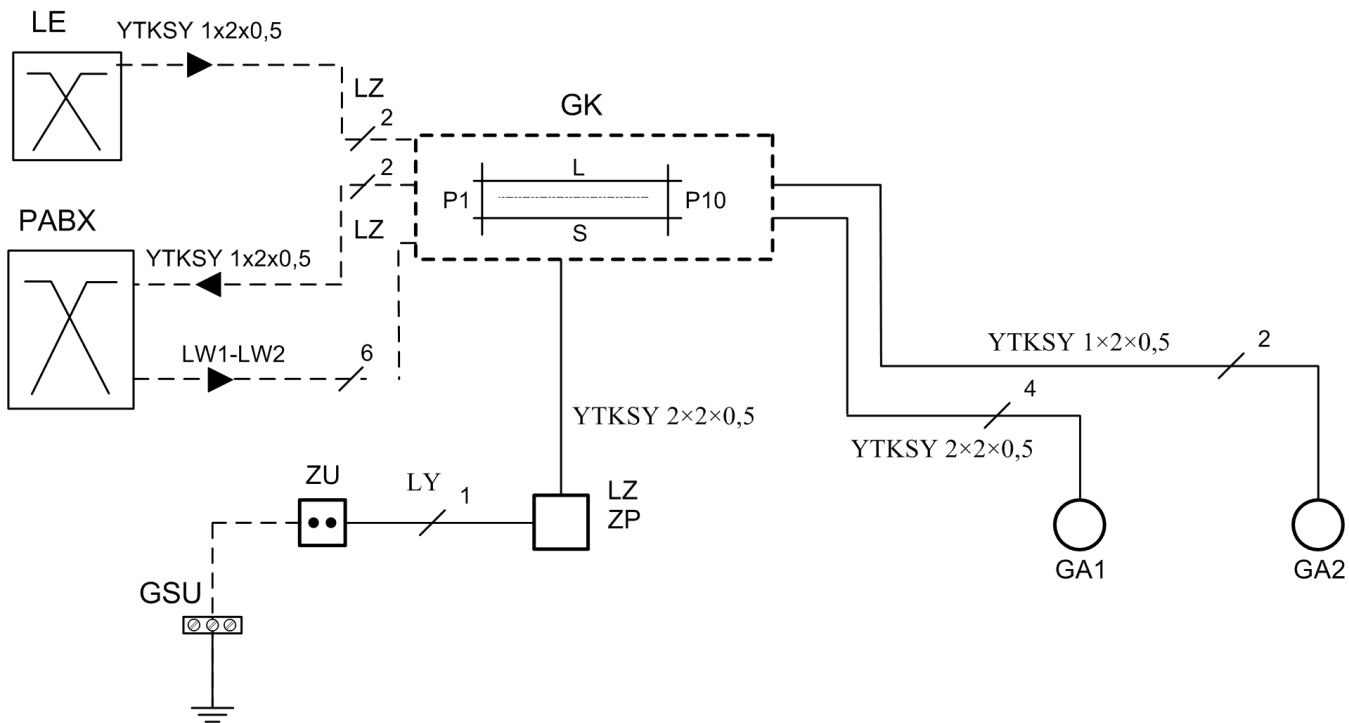 LE
YTKSY 1x2x0,5
LZ
2
GK
2
L
P1
P10
S
PABX
LZ
YTKSY 1x2x0,5
LW1-LW2
6
YTKSY 1×2×0,5
2
4
YTKSY 2×2×0,5
YTKSY 2×2×0,5
ZU
LY
1
LZ
ZP
GA1
GA2
GSU